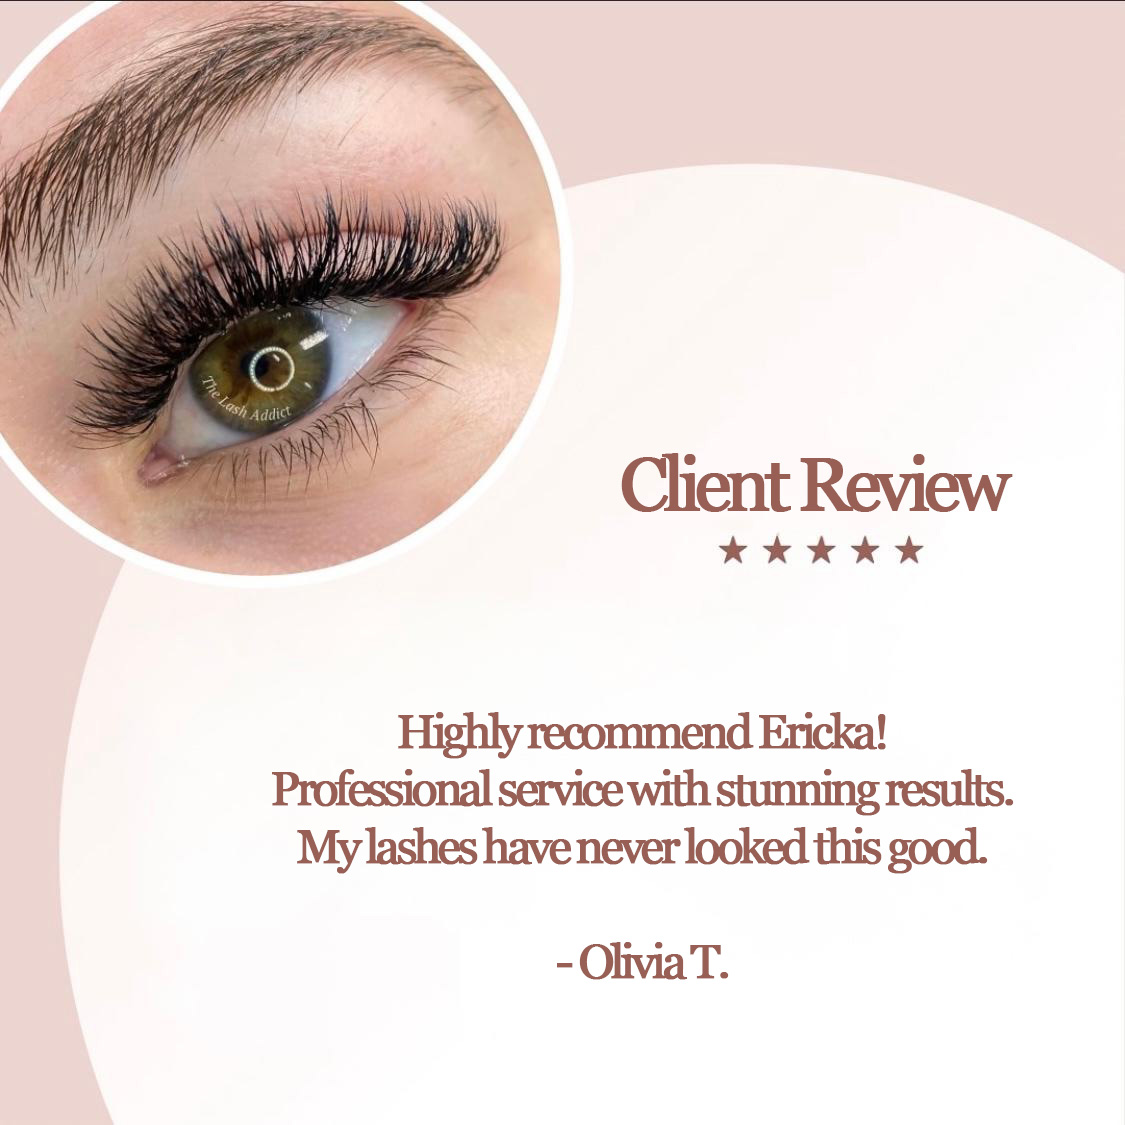 The Lash Addict
Client Review
★★★★★
Highly recommend Ericka!
Professional service with stunning results.
My lashes have never looked this good.
- Olivia T.